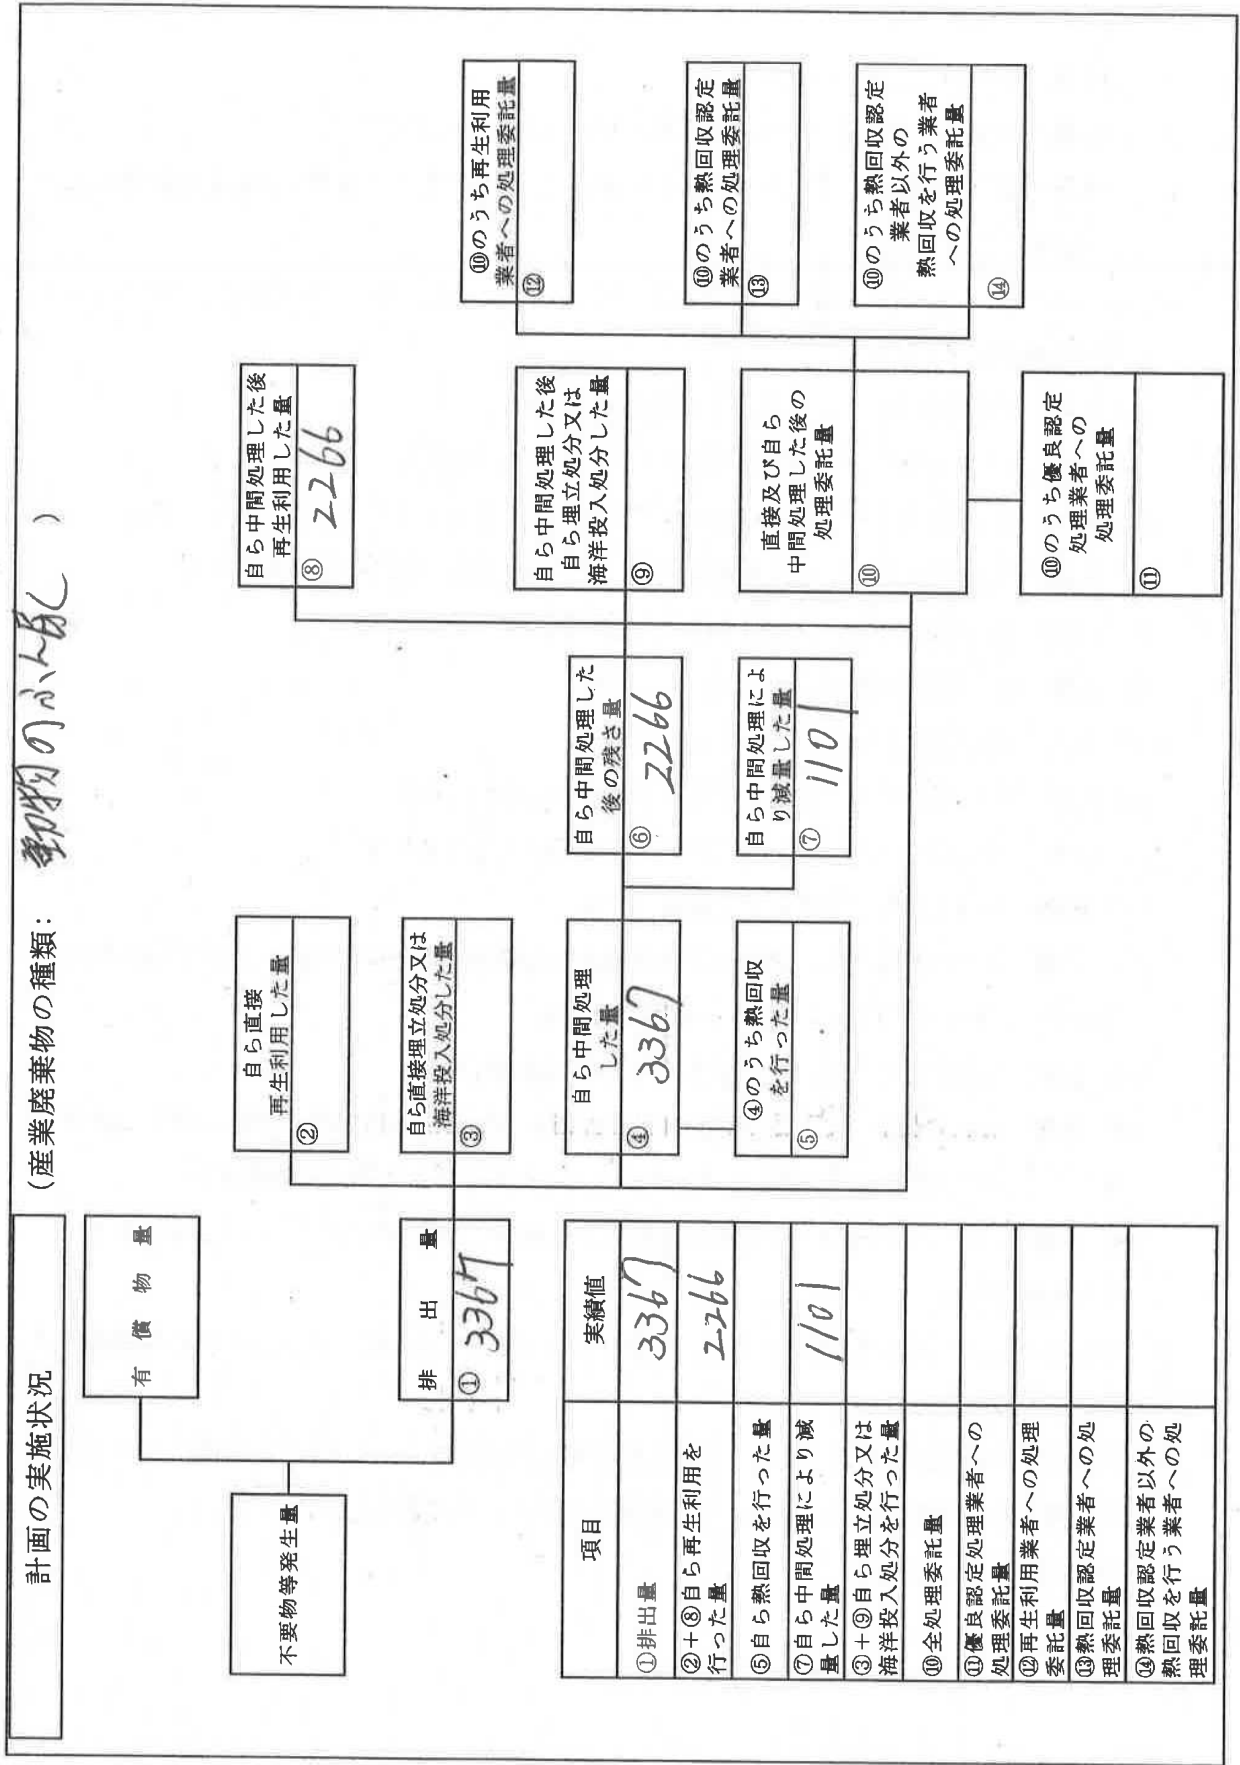 計画の実施状況
（産業廃棄物の種類： 動物のふん尿 ）
不要物等発生量
有償物量
排出量
① 3367
自ら直接
再生利用した量
②
自ら直接埋立処分又は
海洋投入処分した量
③
自ら中間処理
した量
④ 3367
④のうち熱回収
を行った量
⑤
自ら中間処理した
後の残さ量
⑥ 2266
自ら中間処理によ
り減量した量
⑦ 1101
自ら中間処理した後
再生利用した量
⑧ 2266
自ら中間処理した後
自ら埋立処分又は
海洋投入処分した量
⑨
直接及び自ら
中間処理した後の
処理委託量
⑩
⑩のうち優良認定
処理業者への
処理委託量
⑪
⑩のうち再生利用
業者への処理委託量
⑫
⑩のうち熱回収認定
業者への処理委託量
⑬
⑩のうち熱回収認定
業者以外の
熱回収を行う業者
への処理委託量
⑭
項目 実績値
①排出量 3367
②＋⑧自ら再生利用を
行った量 2266
⑤自ら熱回収を行った量
⑦自ら中間処理により減
量した量 1101
③＋⑨自ら埋立処分又は
海洋投入処分を行った量
⑩全処理委託量
⑪優良認定処理業者への
処理委託量
⑫再生利用業者への処理
委託量
⑬熱回収認定業者への処
理委託量
⑭熱回収認定業者以外の
熱回収を行う業者への処
理委託量